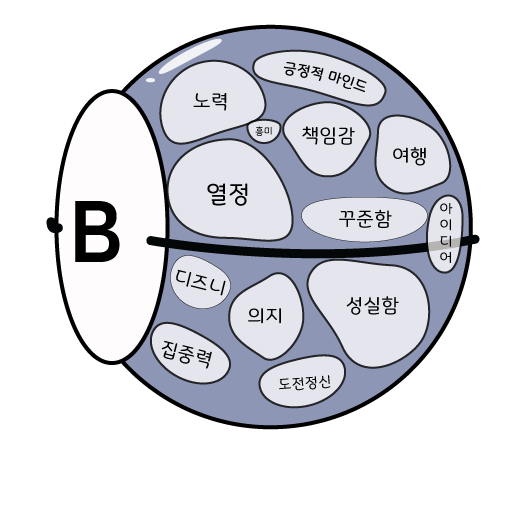 긍정적 마인드
노력
흥미
책임감
여행
열정
꾸준함
아
이
디
어
B
디즈니
의지
성실함
집중력
도전정신